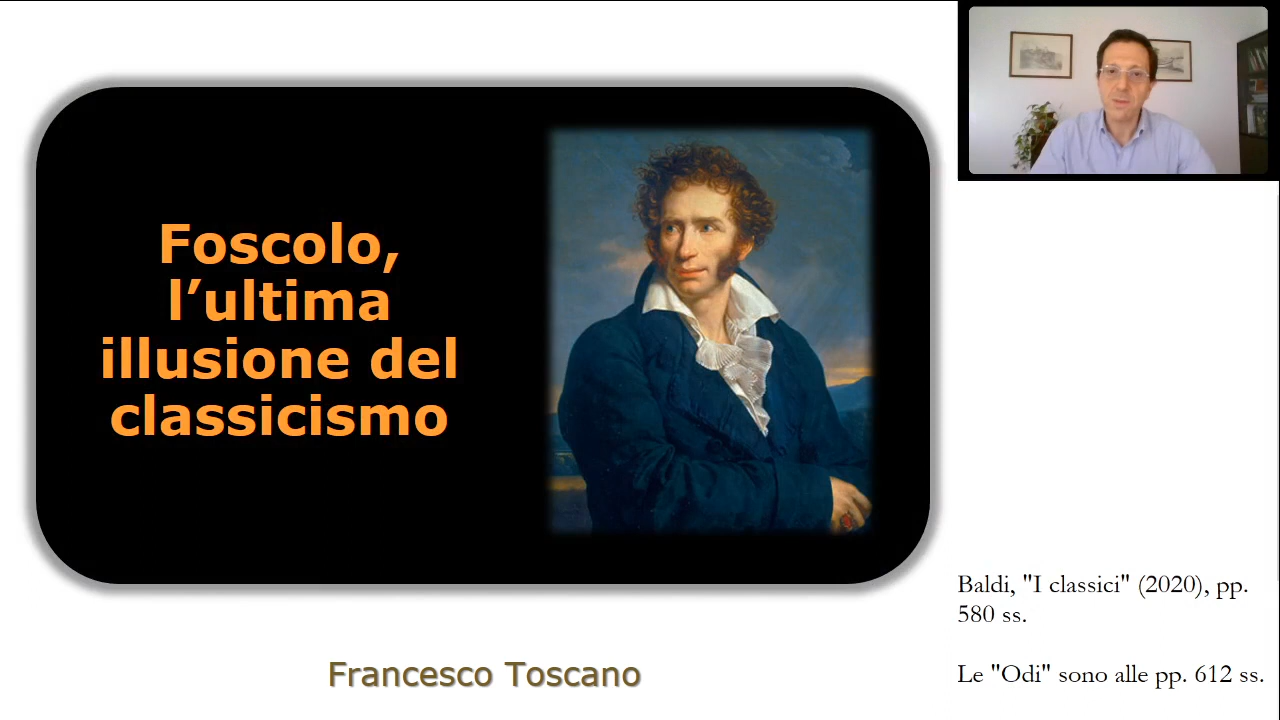 Foscolo,
l’ultima
illusione del
classicismo
Francesco Toscano
Baldi, "I classici" (2020), pp.
580 ss.
Le "Odi" sono alle pp. 612 ss.